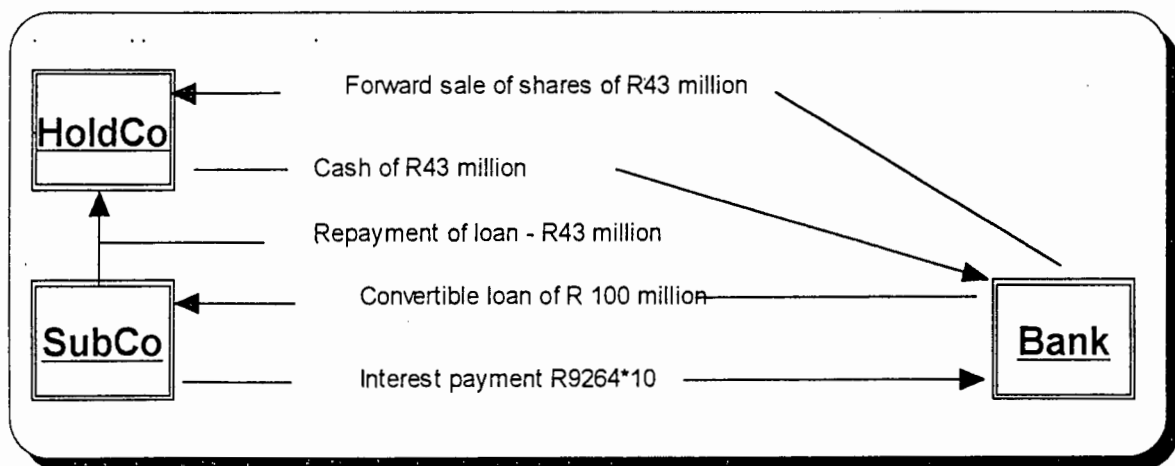 Forward sale of shares of R43 million
HoldCo
Cash of R43 million
Repayment of loan - R43 million
Convertible loan of R 100 million
SubCo
Bank
Interest payment R9264*10